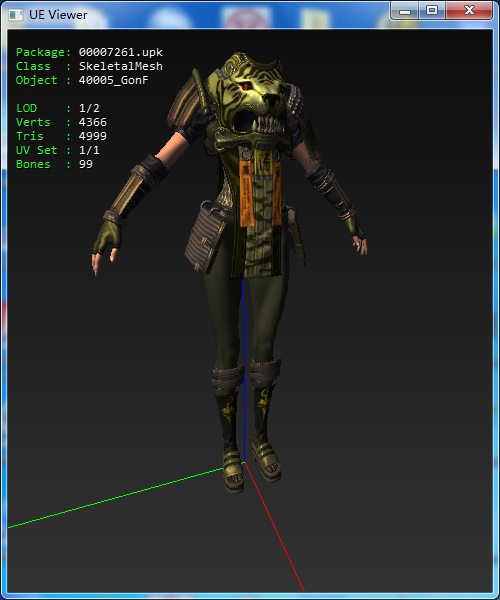 UE Viewer
Package: 00007261.upk
Class : SkeletalMesh
Object : 40005_GonF
LOD : 1/2
Verts : 4366
Tris : 4999
UV Set : 1/1
Bones : 99